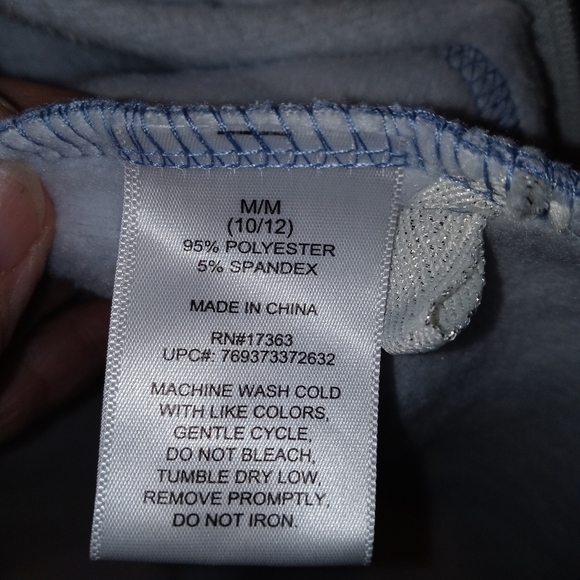 M/M
(10/12)
95% POLYESTER
5% SPANDEX
MADE IN CHINA
RN#17363
UPC#: 769373372632
MACHINE WASH COLD
WITH LIKE COLORS,
GENTLE CYCLE,
DO NOT BLEACH,
TUMBLE DRY LOW,
REMOVE PROMPTLY,
DO NOT IRON.